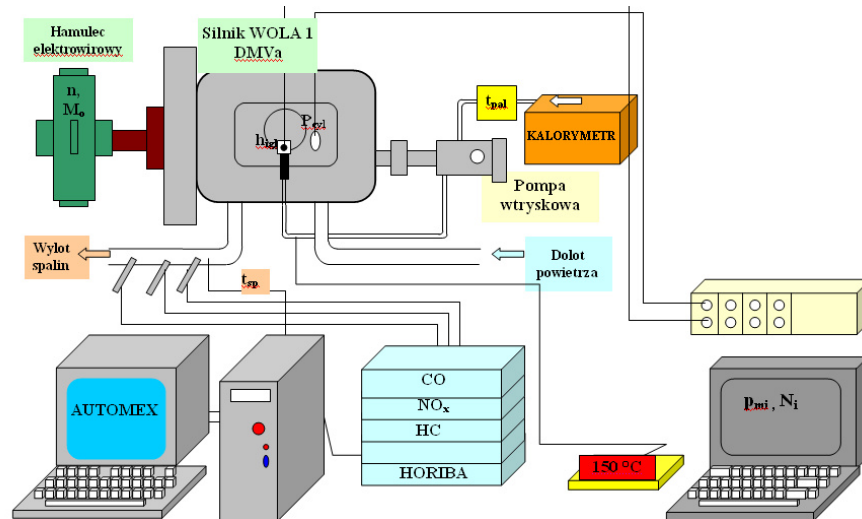 Hamulec
elektrowirowy
Silnik WOLA 1
DMVa
n,
Mo
Pcyl
higl
tpal
KALORYMETR
Pompa
wtryskowa
Wylot
spalin
Dolot
powietrza
tsp.
AUTOMEX
CO
NOx
HC
HORIBA
150 °C
pmi , Ni